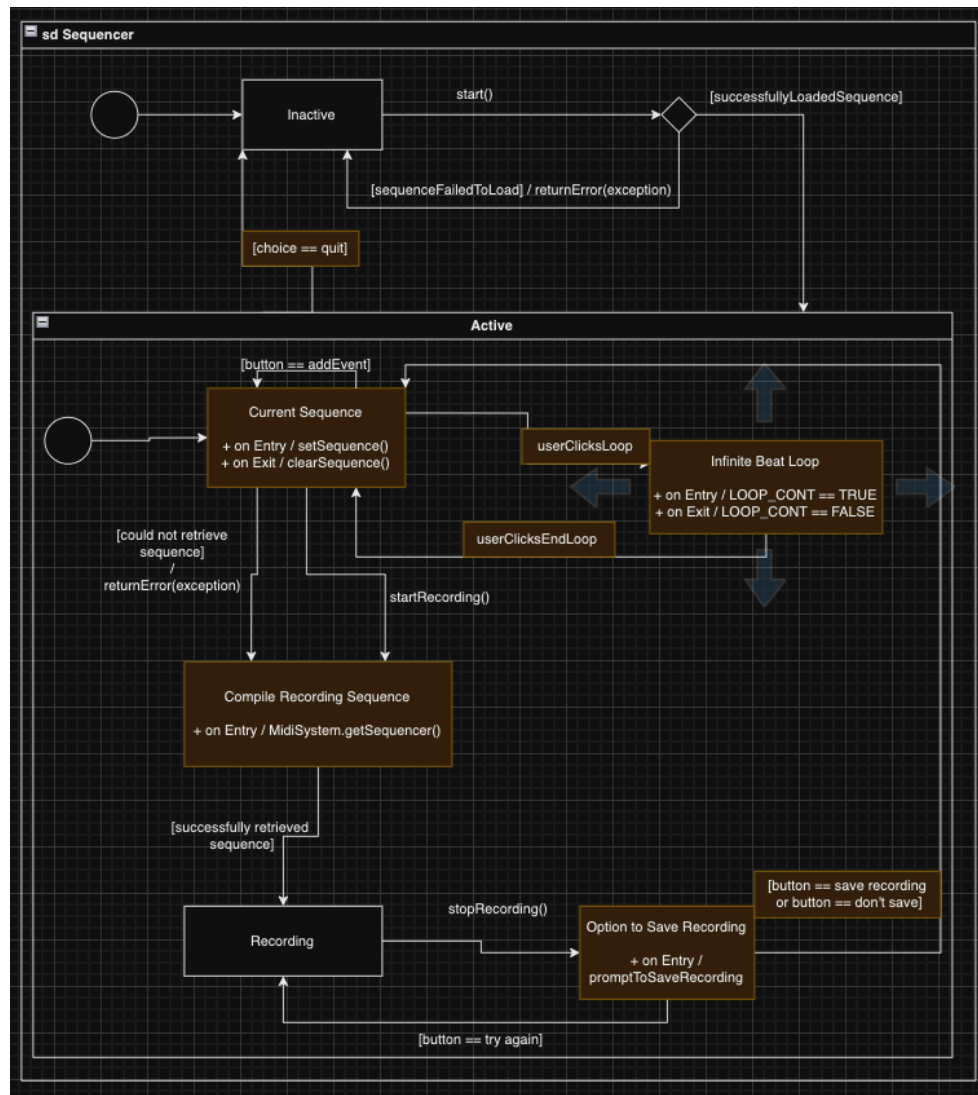 sd Sequencer
Inactive
start()
[successfullyLoadedSequence]
[sequenceFailedToLoad] / returnError(exception)
[choice == quit]
Active
[button == addEvent]
Current Sequence
+ on Entry / setSequence()
+ on Exit / clearSequence()
userClicksLoop
Infinite Beat Loop
+ on Entry / LOOP_CONT == TRUE
+ on Exit / LOOP_CONT == FALSE
userClicksEndLoop
[could not retrieve
sequence]
/
returnError(exception)
startRecording()
Compile Recording Sequence
+ on Entry / MidiSystem.getSequencer()
[successfully retrieved
sequence]
Recording
stopRecording()
Option to Save Recording
+ on Entry /
promptToSaveRecording
[button == save recording
or button == don't save]
[button == try again]